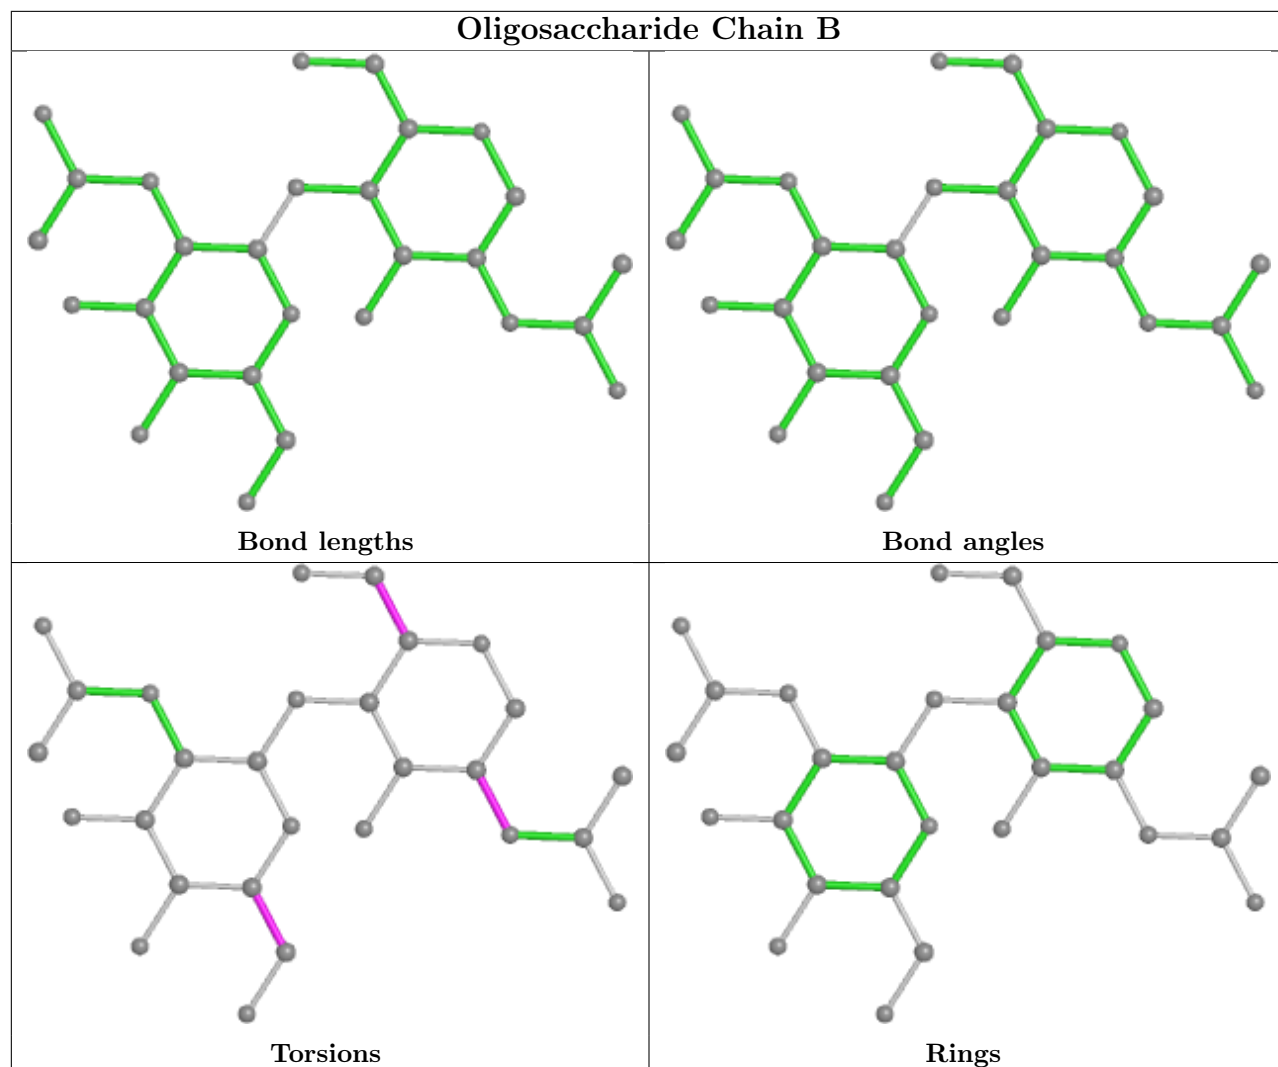 Oligosaccharide Chain B
Bond lengths
Bond angles
Torsions
Rings